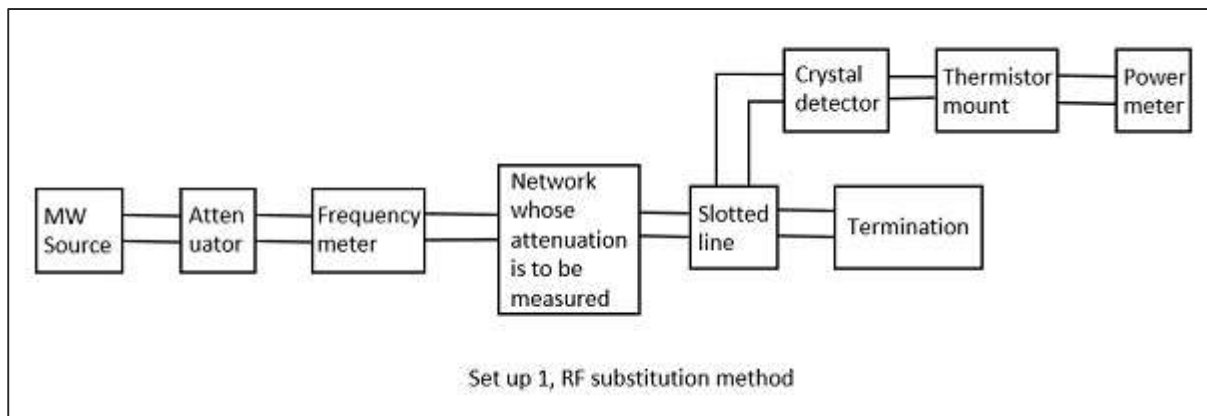 MW
Source
Atten
uator
Frequency
meter
Network
whose
attenuation
is to be
measured
Slotted
line
Crystal
detector
Thermistor
mount
Power
meter
Termination
Set up 1, RF substitution method